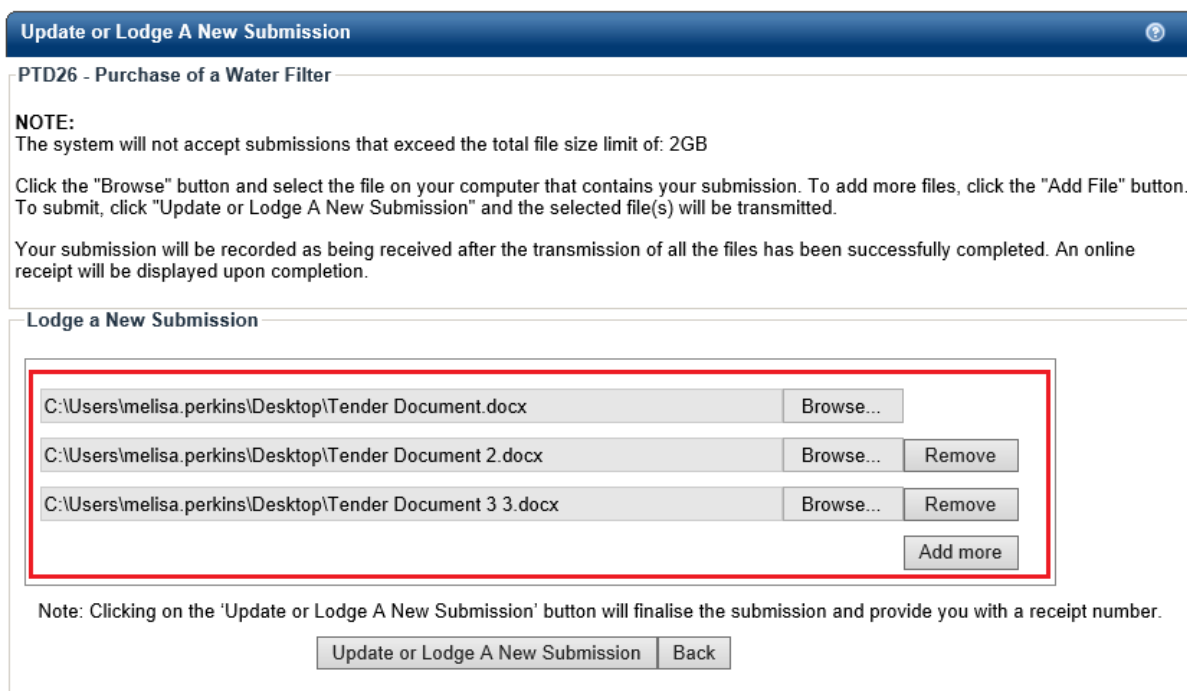 Update or Lodge A New Submission ?
PTD26 - Purchase of a Water Filter
NOTE:
The system will not accept submissions that exceed the total file size limit of: 2GB
Click the "Browse" button and select the file on your computer that contains your submission. To add more files, click the "Add File" button.
To submit, click "Update or Lodge A New Submission" and the selected file(s) will be transmitted.
Your submission will be recorded as being received after the transmission of all the files has been successfully completed. An online
receipt will be displayed upon completion.
Lodge a New Submission
C:\Users\melisa.perkins\Desktop\Tender Document.docx Browse...
C:\Users\melisa.perkins\Desktop\Tender Document 2.docx Browse... Remove
C:\Users\melisa.perkins\Desktop\Tender Document 3 3.docx Browse... Remove
Add more
Note: Clicking on the ‘Update or Lodge A New Submission’ button will finalise the submission and provide you with a receipt number.
Update or Lodge A New Submission Back